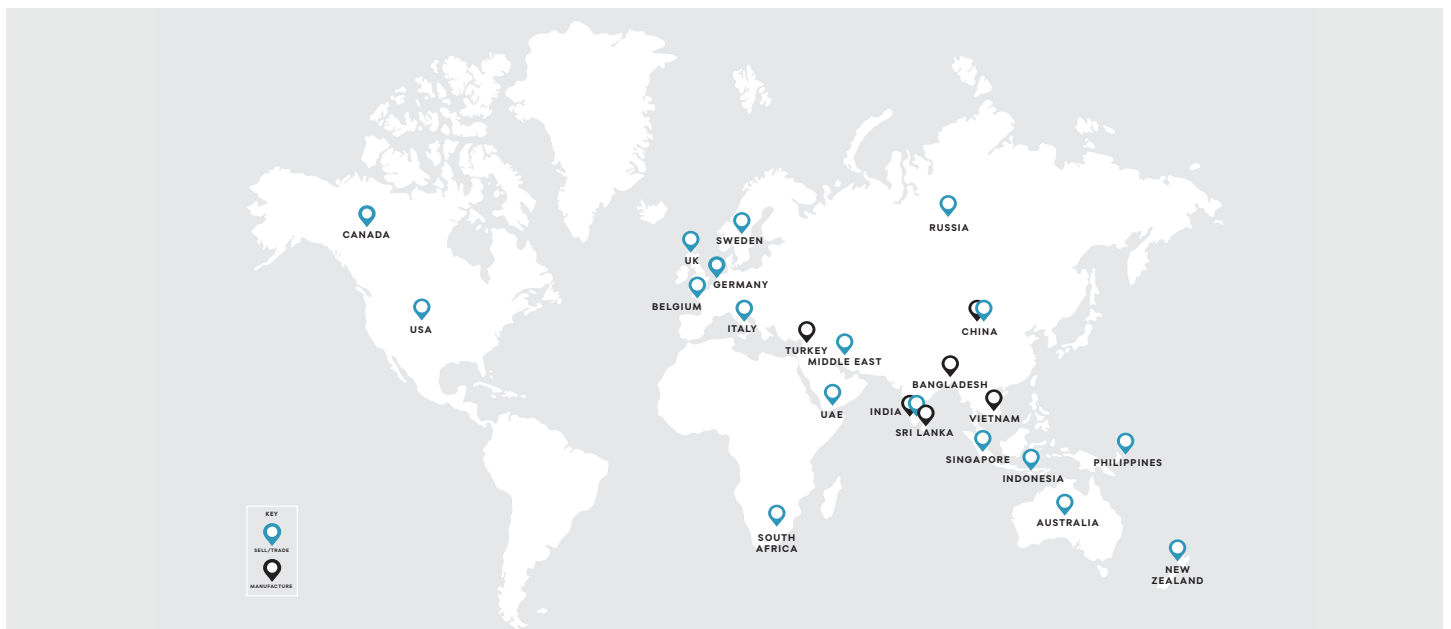 CANADA
RUSSIA
SWEDEN
UK
GERMANY
BELGIUM
USA
ITALY
CHINA
TURKEY
MIDDLE EAST
BANGLADESH
UAE
INDIA
VIETNAM
SRI LANKA
SINGAPORE
PHILIPPINES
INDONESIA
AUSTRALIA
SOUTH
AFRICA
NEW
ZEALAND
KEY
SELL/TRADE
MANUFACTURE